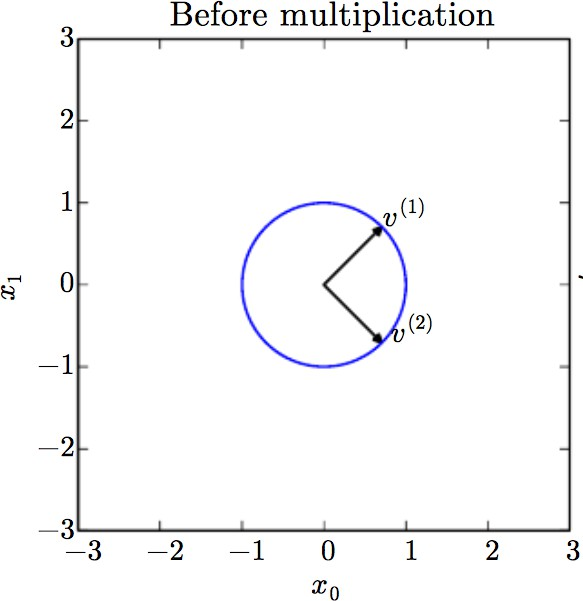 Before multiplication
3
2
1
0
−1
−2
−3
x₁
v⁽¹⁾
v⁽²⁾
−3 −2 −1 0 1 2 3
x₀